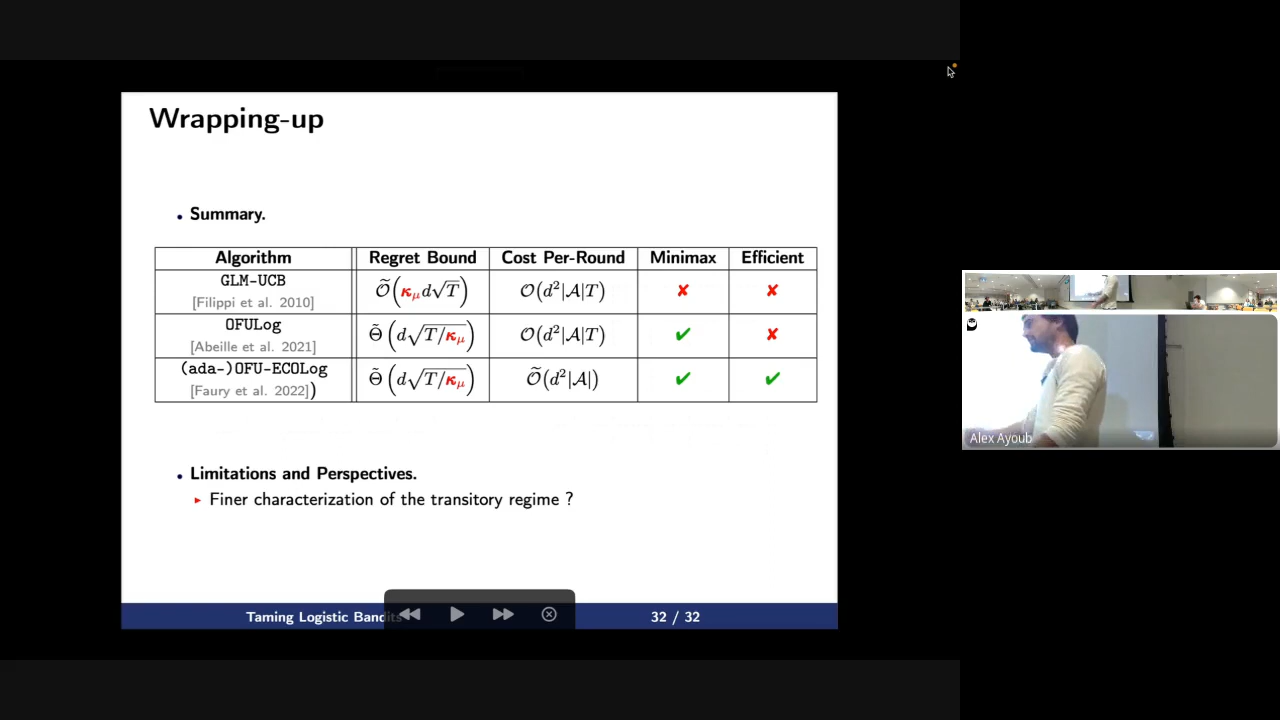 Wrapping-up
• Summary.
Algorithm Regret Bound Cost Per-Round Minimax Efficient
GLM-UCB
[Filippi et al. 2010] Õ(κ_μ d√T) O(d²|A|T) ✘ ✘
OFULog
[Abeille et al. 2021] Θ̃(d√(T/κ_μ)) O(d²|A|T) ✔ ✘
(ada-)OFU-ECOLog
[Faury et al. 2022]) Θ̃(d√(T/κ_μ)) Õ(d²|A|) ✔ ✔
• Limitations and Perspectives.
▸ Finer characterization of the transitory regime ?
Taming Logistic Bandits 32 / 32
Alex Ayoub